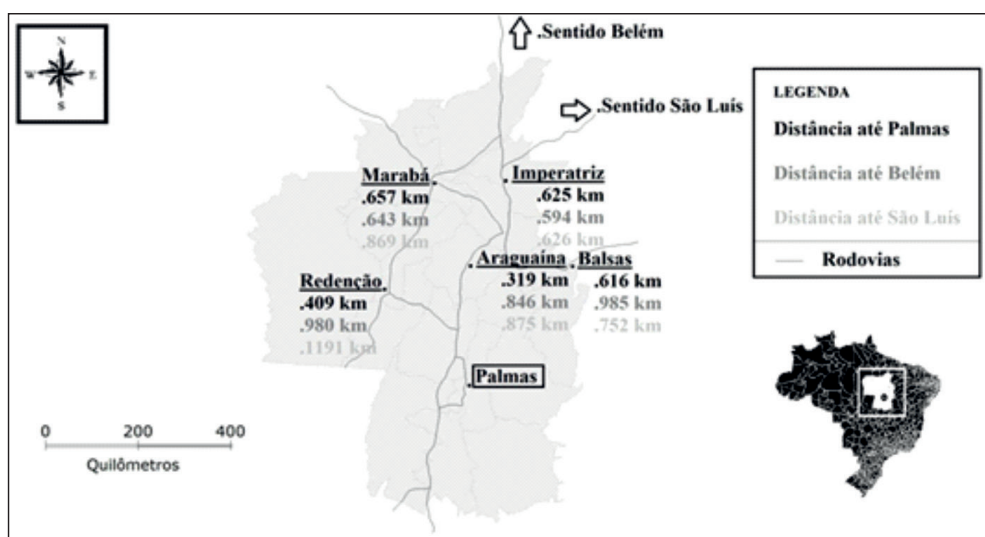 N
W E
S
.Sentido Belém
.Sentido São Luís
LEGENDA
Distância até Palmas
Distância até Belém
Distância até São Luís
Rodovias
Marabá
.657 km
.643 km
.869 km
Imperatriz
.625 km
.594 km
.626 km
Araguaína
.319 km
.846 km
.875 km
Balsas
.616 km
.985 km
.752 km
Redenção
.409 km
.980 km
.1191 km
Palmas
0 200 400
Quilômetros